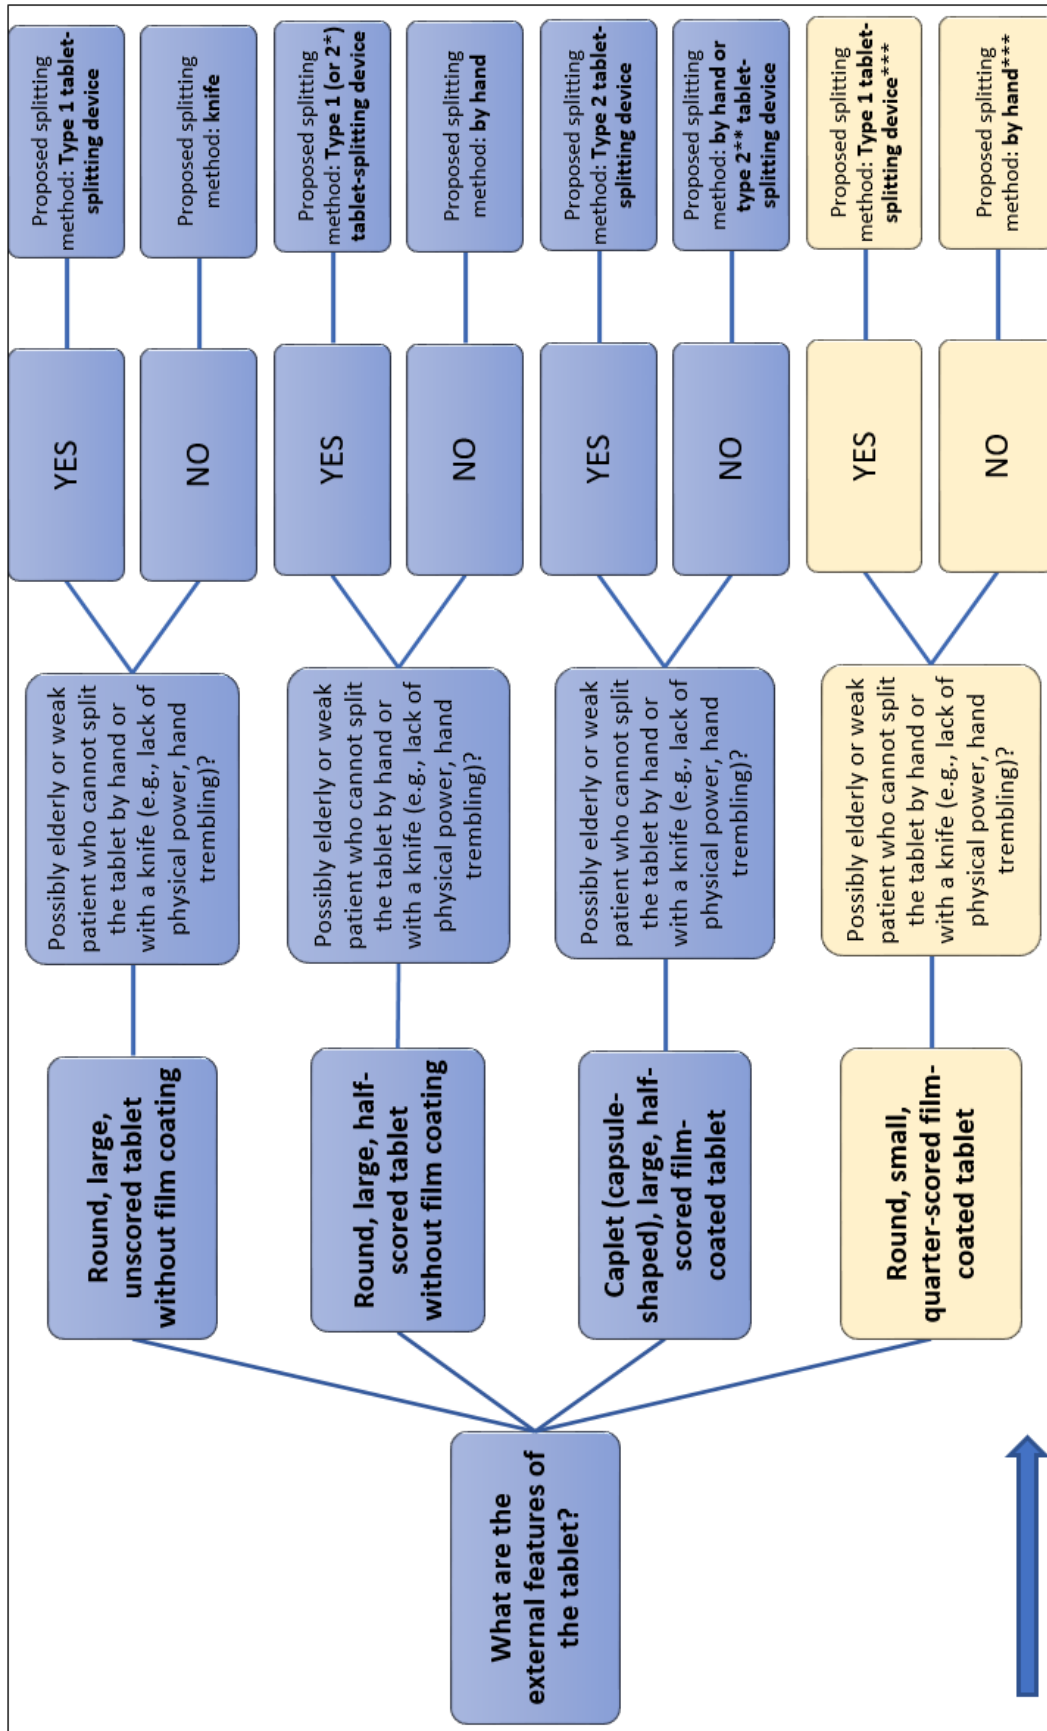 What are the
external features of
the tablet?
Round, large,
unscored tablet
without film coating
Possibly elderly or weak
patient who cannot split
the tablet by hand or
with a knife (e.g., lack of
physical power, hand
trembling)?
YES
Proposed splitting
method: Type 1 tablet-
splitting device
NO
Proposed splitting
method: knife
Round, large, half-
scored tablet
without film coating
Possibly elderly or weak
patient who cannot split
the tablet by hand or
with a knife (e.g., lack of
physical power, hand
trembling)?
YES
Proposed splitting
method: Type 1 (or 2*)
tablet-splitting device
NO
Proposed splitting
method: by hand
Caplet (capsule-
shaped), large, half-
scored film-
coated tablet
Possibly elderly or weak
patient who cannot split
the tablet by hand or
with a knife (e.g., lack of
physical power, hand
trembling)?
YES
Proposed splitting
method: Type 2 tablet-
splitting device
NO
Proposed splitting
method: by hand or
type 2** tablet-
splitting device
Round, small,
quarter-scored film-
coated tablet
Possibly elderly or weak
patient who cannot split
the tablet by hand or
with a knife (e.g., lack of
physical power, hand
trembling)?
YES
Proposed splitting
method: Type 1 tablet-
splitting device***
NO
Proposed splitting
method: by hand***